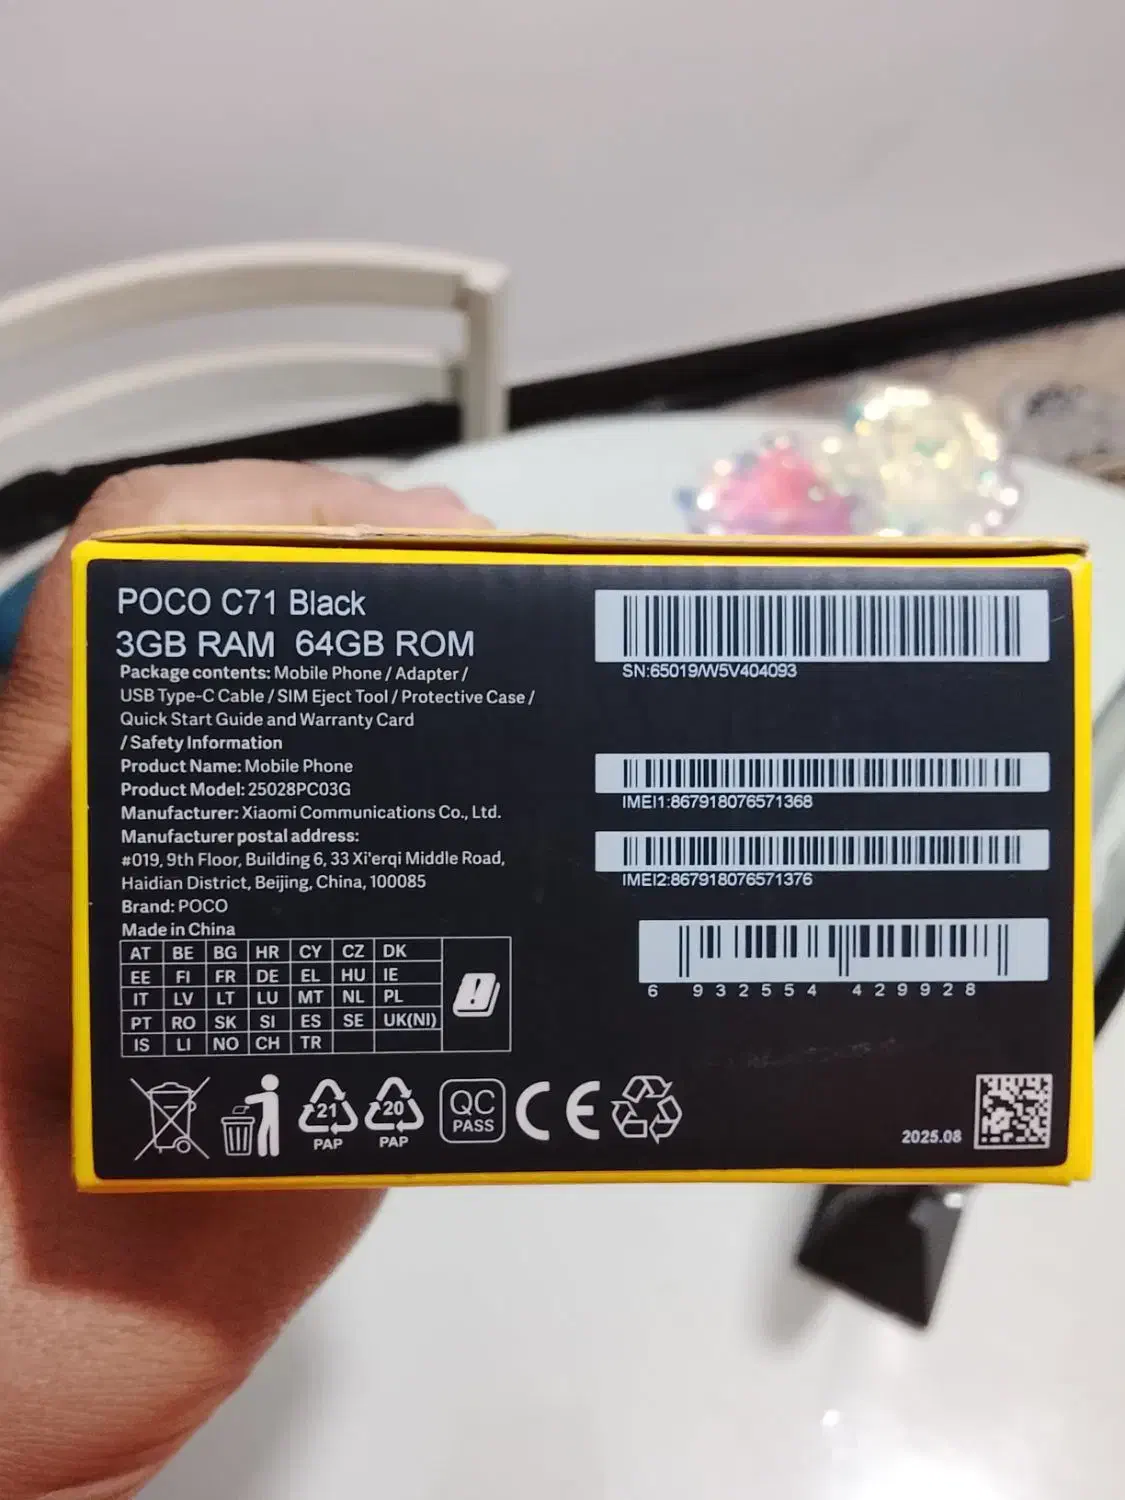 POCO C71 Black
3GB RAM 64GB ROM
Package contents: Mobile Phone / Adapter /
USB Type-C Cable / SIM Eject Tool / Protective Case /
Quick Start Guide and Warranty Card
/ Safety Information
Product Name: Mobile Phone
Product Model: 25028PC03G
Manufacturer: Xiaomi Communications Co., Ltd.
Manufacturer postal address:
#019, 9th Floor, Building 6, 33 Xi'erqi Middle Road,
Haidian District, Beijing, China, 100085
Brand: POCO
Made in China
AT BE BG HR CY CZ DK
EE FI FR DE EL HU IE
IT LV LT LU MT NL PL
PT RO SK SI ES SE UK(NI)
IS LI NO CH TR
21
PAP
20
PAP
QC
PASS
CE
SN:65019/W5V404093
IMEI1:867918076571368
IMEI2:867918076571376
6 932554 429928
2025.08